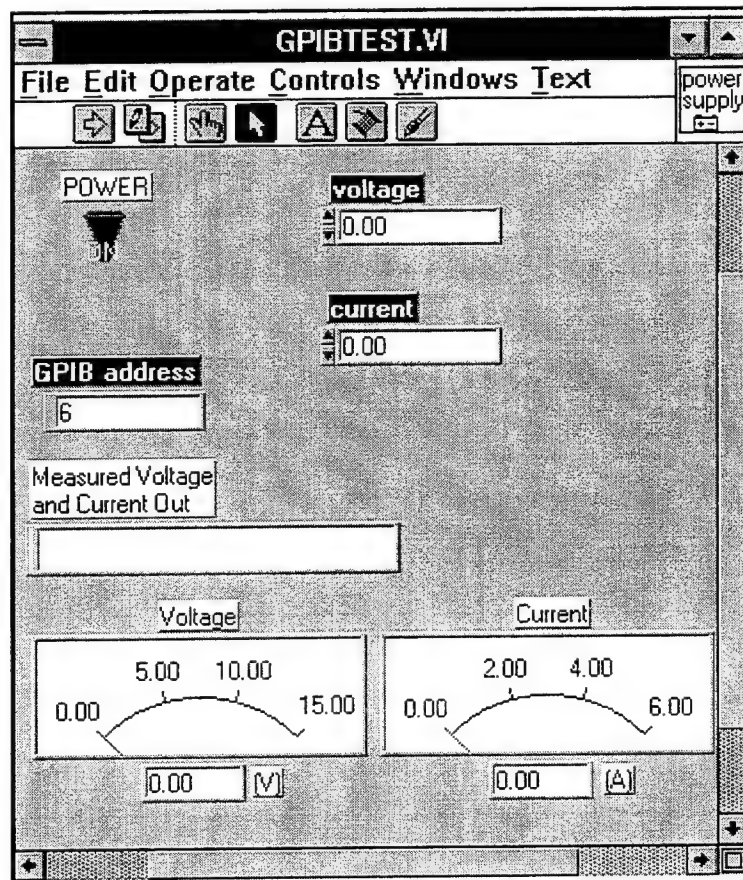 GPIBTEST.VI
File Edit Operate Controls Windows Text
power
supply
A
POWER
voltage
0.00
current
0.00
GPIB address
6
Measured Voltage
and Current Out
Voltage
Current
0.00 5.00 10.00 15.00
0.00 2.00 4.00 6.00
0.00 (V)
0.00 (A)